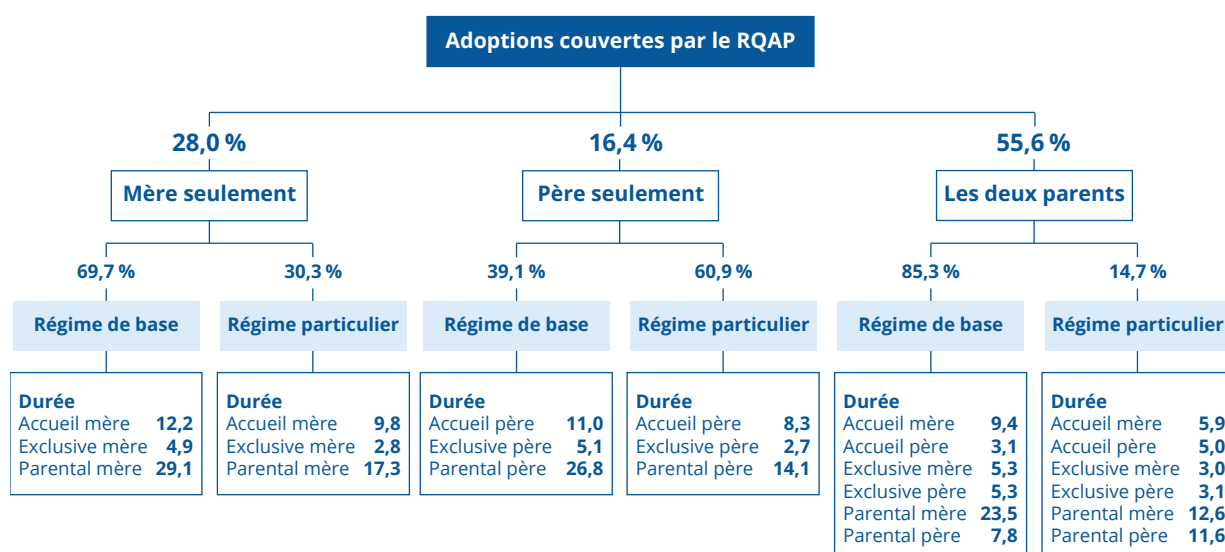 Adoptions couvertes par le RQAP
28,0 % 16,4 % 55,6 %
Mère seulement Père seulement Les deux parents
69,7 % 30,3 % 39,1 % 60,9 % 85,3 % 14,7 %
Régime de base Régime particulier Régime de base Régime particulier Régime de base Régime particulier
Durée
Accueil mère 12,2
Exclusive mère 4,9
Parental mère 29,1
Durée
Accueil mère 9,8
Exclusive mère 2,8
Parental mère 17,3
Durée
Accueil père 11,0
Exclusive père 5,1
Parental père 26,8
Durée
Accueil père 8,3
Exclusive père 2,7
Parental père 14,1
Durée
Accueil mère 9,4
Accueil père 3,1
Exclusive mère 5,3
Exclusive père 5,3
Parental mère 23,5
Parental père 7,8
Durée
Accueil mère 5,9
Accueil père 5,0
Exclusive mère 3,0
Exclusive père 3,1
Parental mère 12,6
Parental père 11,6